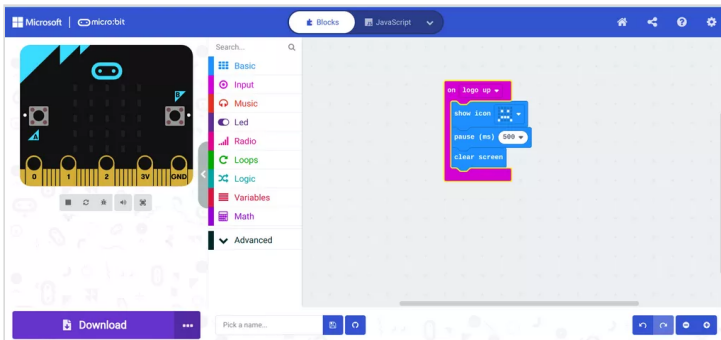 Microsoft
micro:bit
Blocks
JavaScript
B
A
0
1
2
3V
GND
Search...
Basic
Input
Music
Led
Radio
Loops
Logic
Variables
Math
Advanced
on logo up
show icon
pause (ms) 500
clear screen
Download
Pick a name...